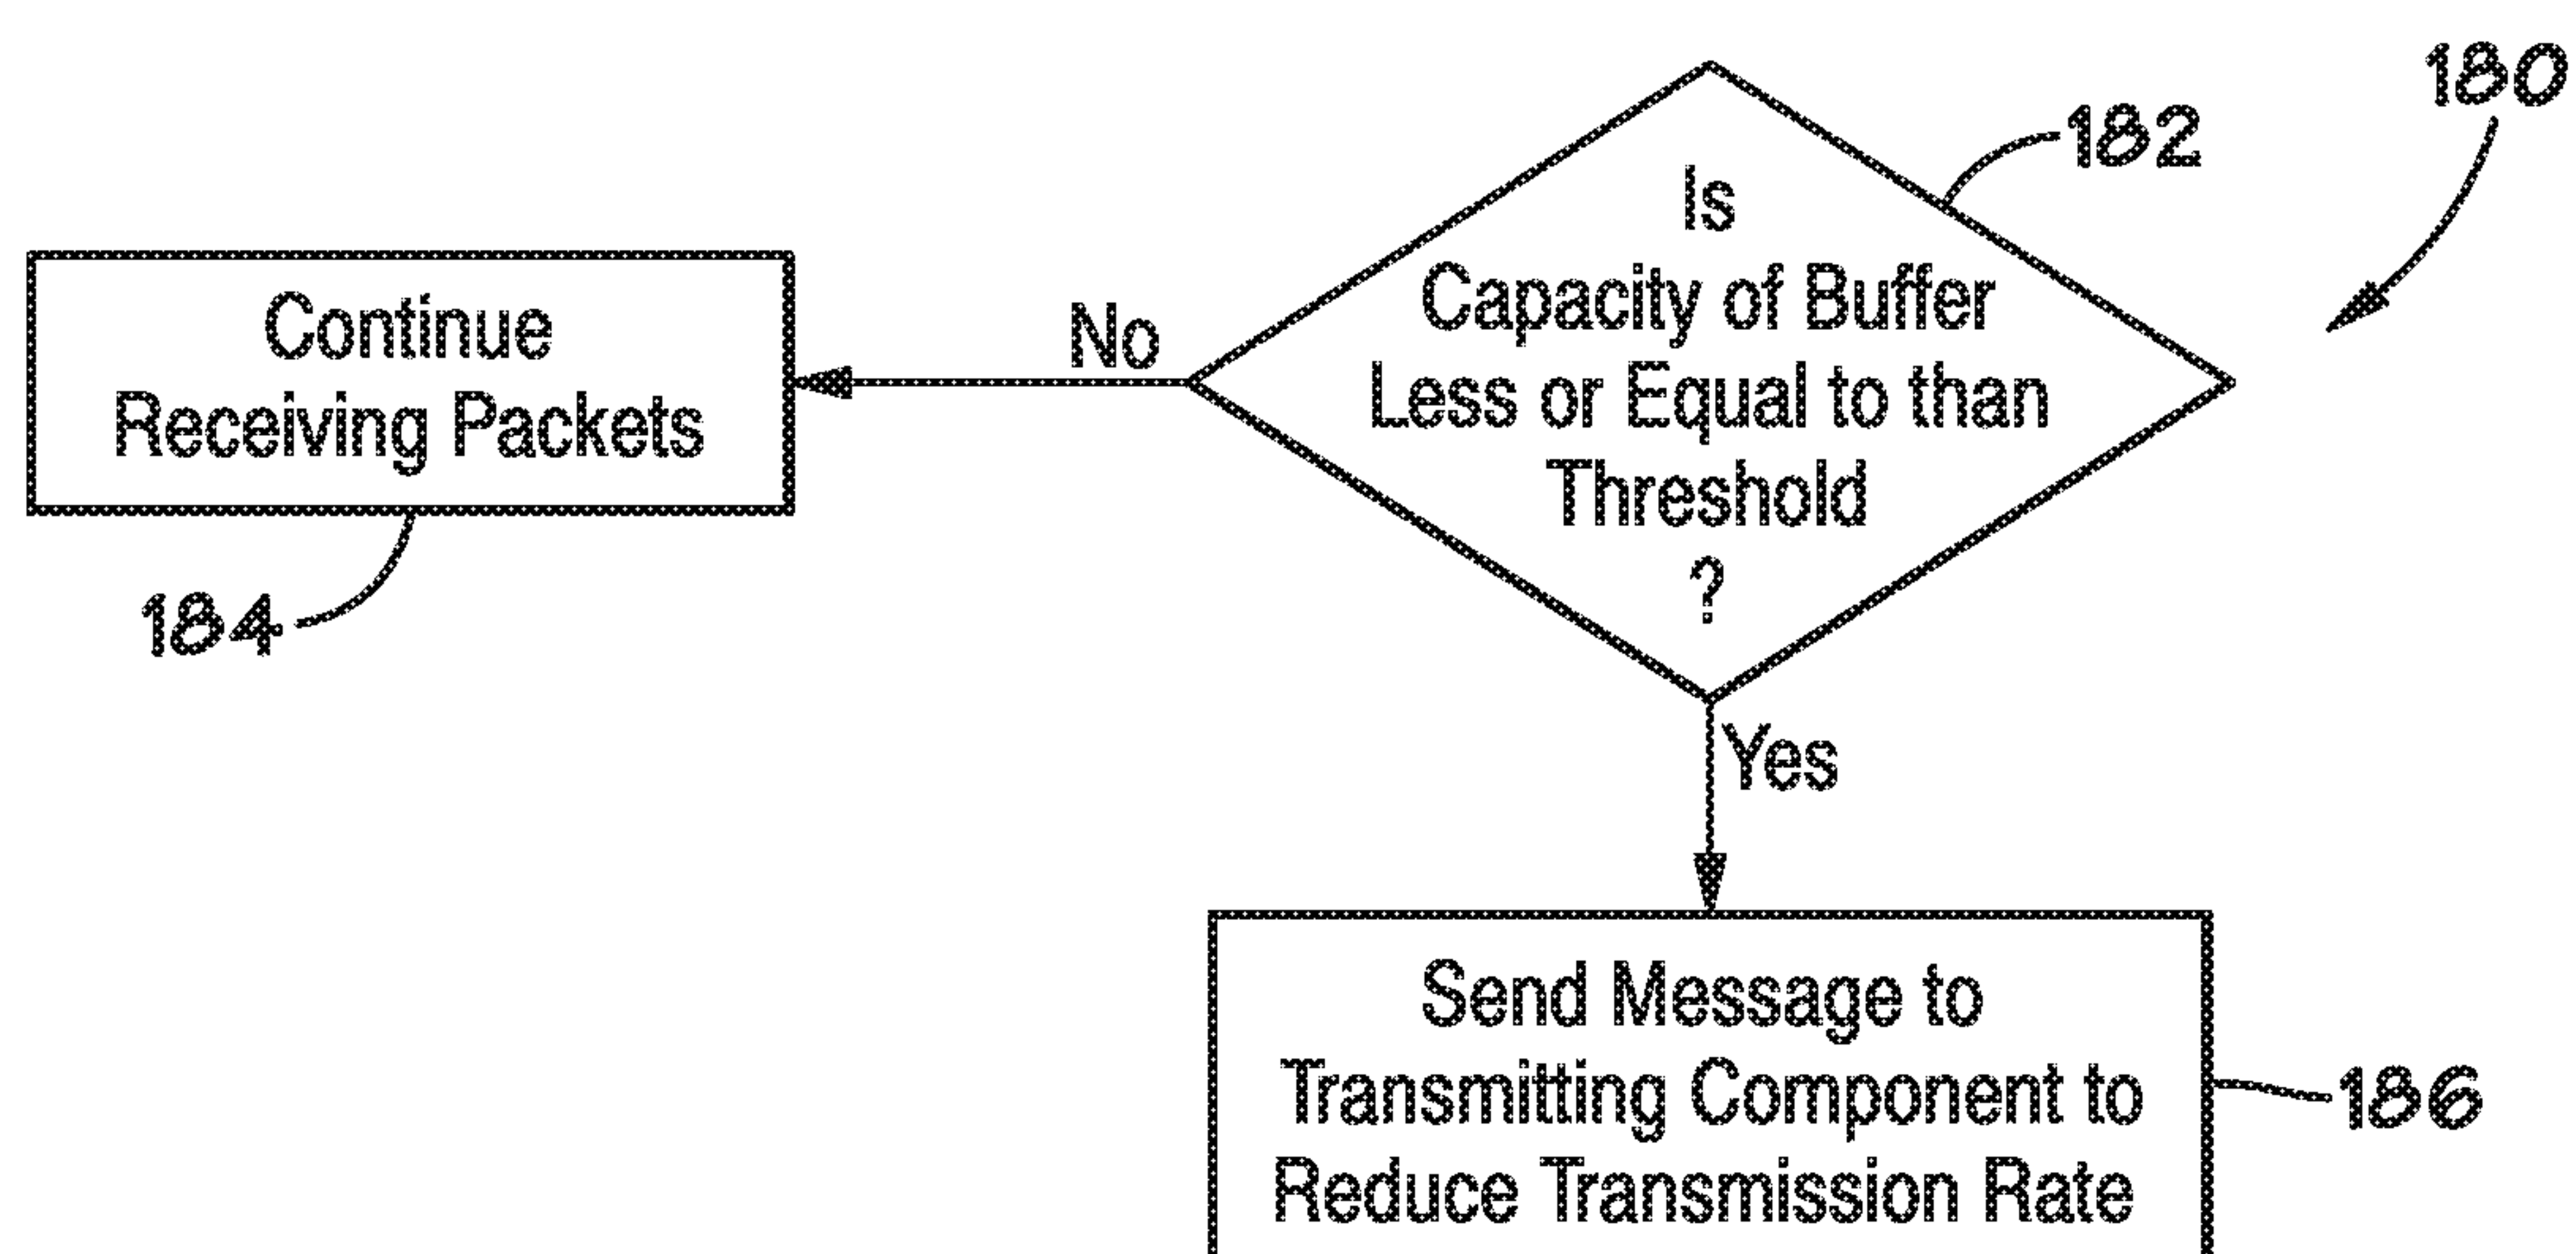 180
182
Is
Capacity of Buffer
Less or Equal to than
Threshold
?
No
Continue
Receiving Packets
184
Yes
Send Message to
Transmitting Component to
Reduce Transmission Rate
186